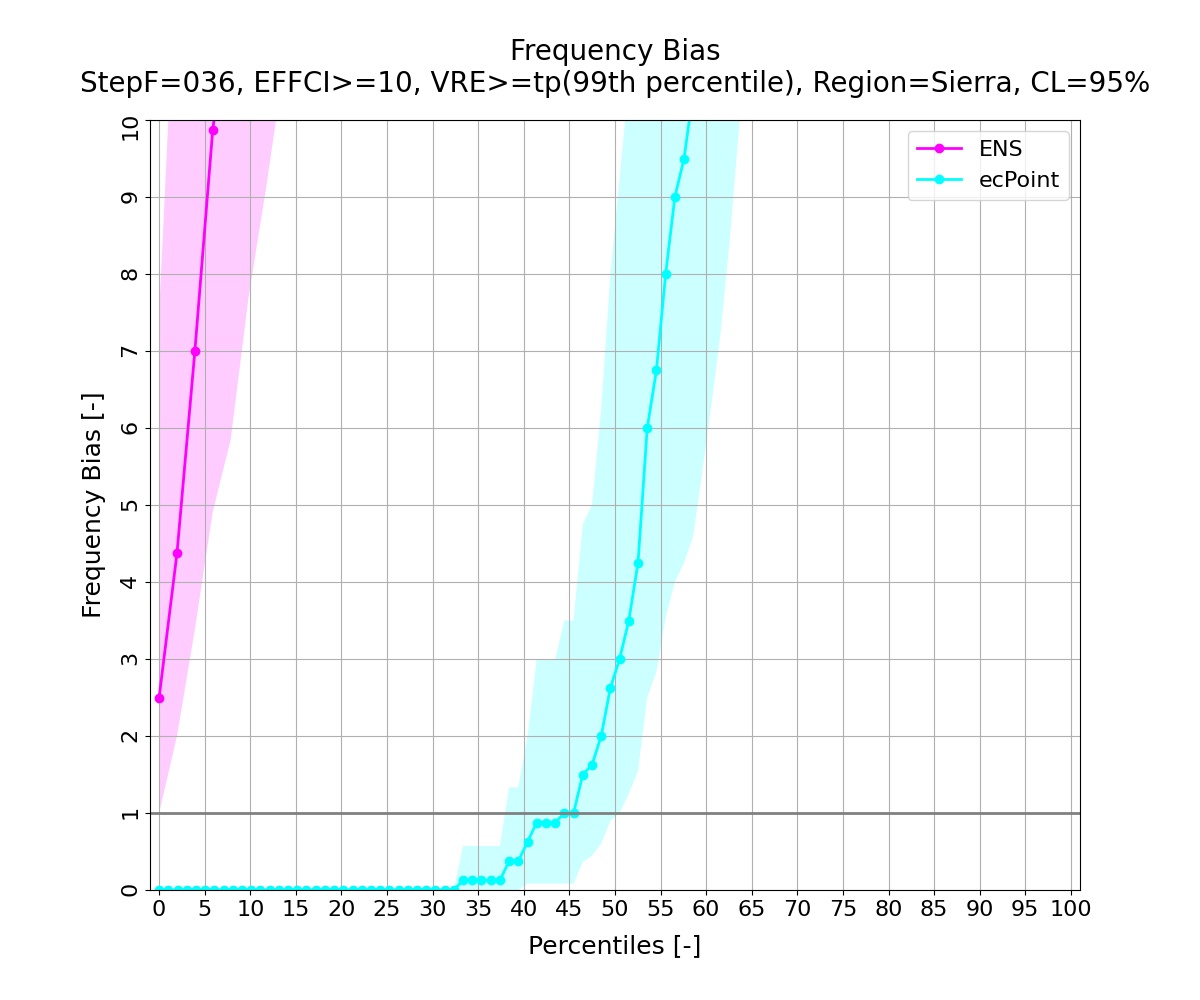 Frequency Bias
StepF=036, EFFCI>=10, VRE>=tp(99th percentile), Region=Sierra, CL=95%
10
9
8
7
6
5
4
3
2
1
0
Frequency Bias [-]
ENS
ecPoint
0 5 10 15 20 25 30 35 40 45 50 55 60 65 70 75 80 85 90 95 100
Percentiles [-]